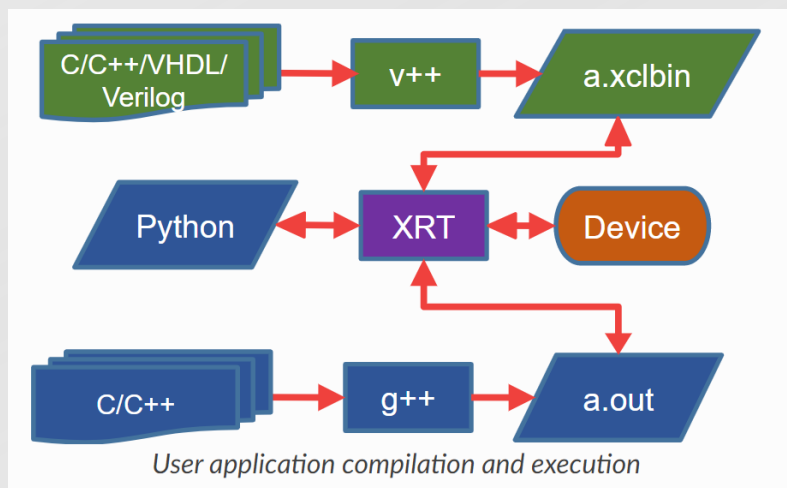 C/C++/VHDL/
Verilog
v++
a.xclbin
Python
XRT
Device
C/C++
g++
a.out
User application compilation and execution